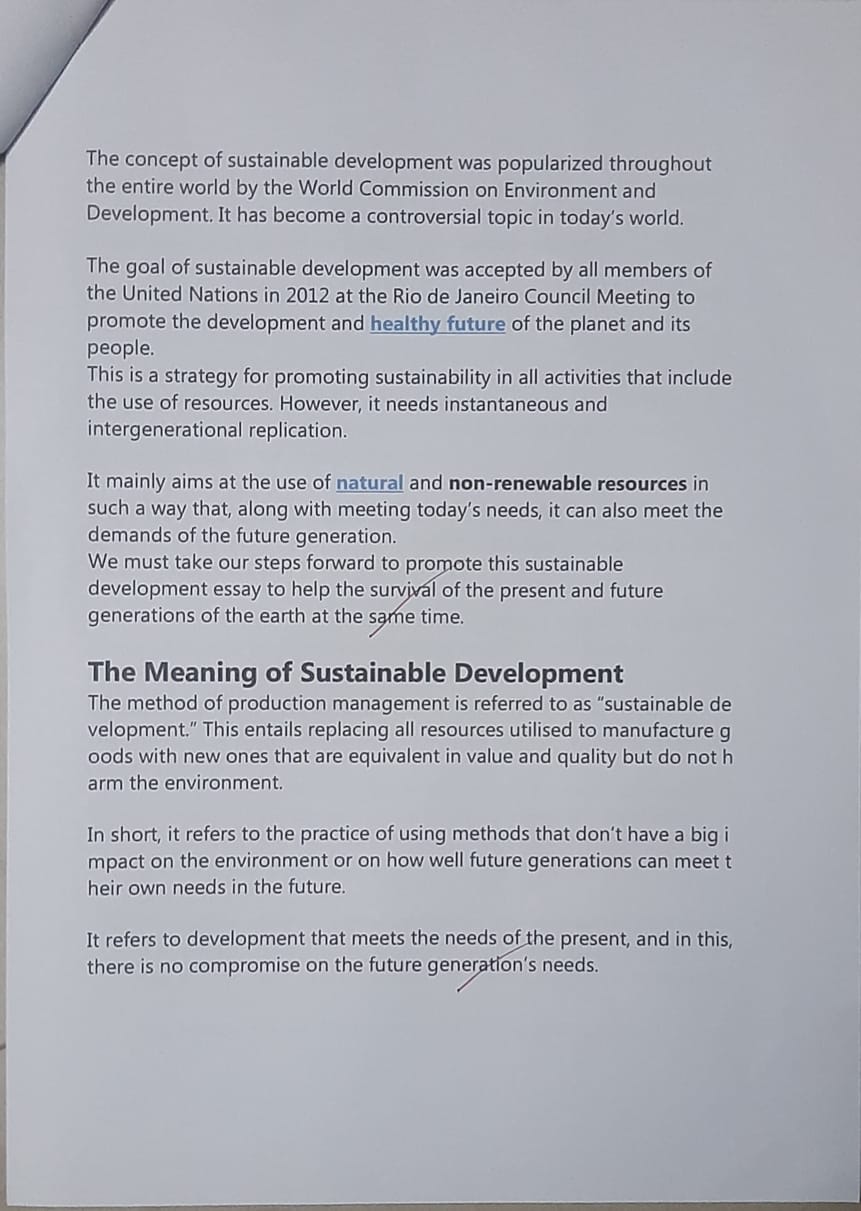 The concept of sustainable development was popularized throughout
the entire world by the World Commission on Environment and
Development. It has become a controversial topic in today's world.
The goal of sustainable development was accepted by all members of
the United Nations in 2012 at the Rio de Janeiro Council Meeting to
promote the development and healthy future of the planet and its
people.
This is a strategy for promoting sustainability in all activities that include
the use of resources. However, it needs instantaneous and
intergenerational replication.
It mainly aims at the use of natural and non-renewable resources in
such a way that, along with meeting today's needs, it can also meet the
demands of the future generation.
We must take our steps forward to promote this sustainable
development essay to help the survival of the present and future
generations of the earth at the same time.
The Meaning of Sustainable Development
The method of production management is referred to as “sustainable de
velopment.” This entails replacing all resources utilised to manufacture g
oods with new ones that are equivalent in value and quality but do not h
arm the environment.
In short, it refers to the practice of using methods that don't have a big i
mpact on the environment or on how well future generations can meet t
heir own needs in the future.
It refers to development that meets the needs of the present, and in this,
there is no compromise on the future generation's needs.